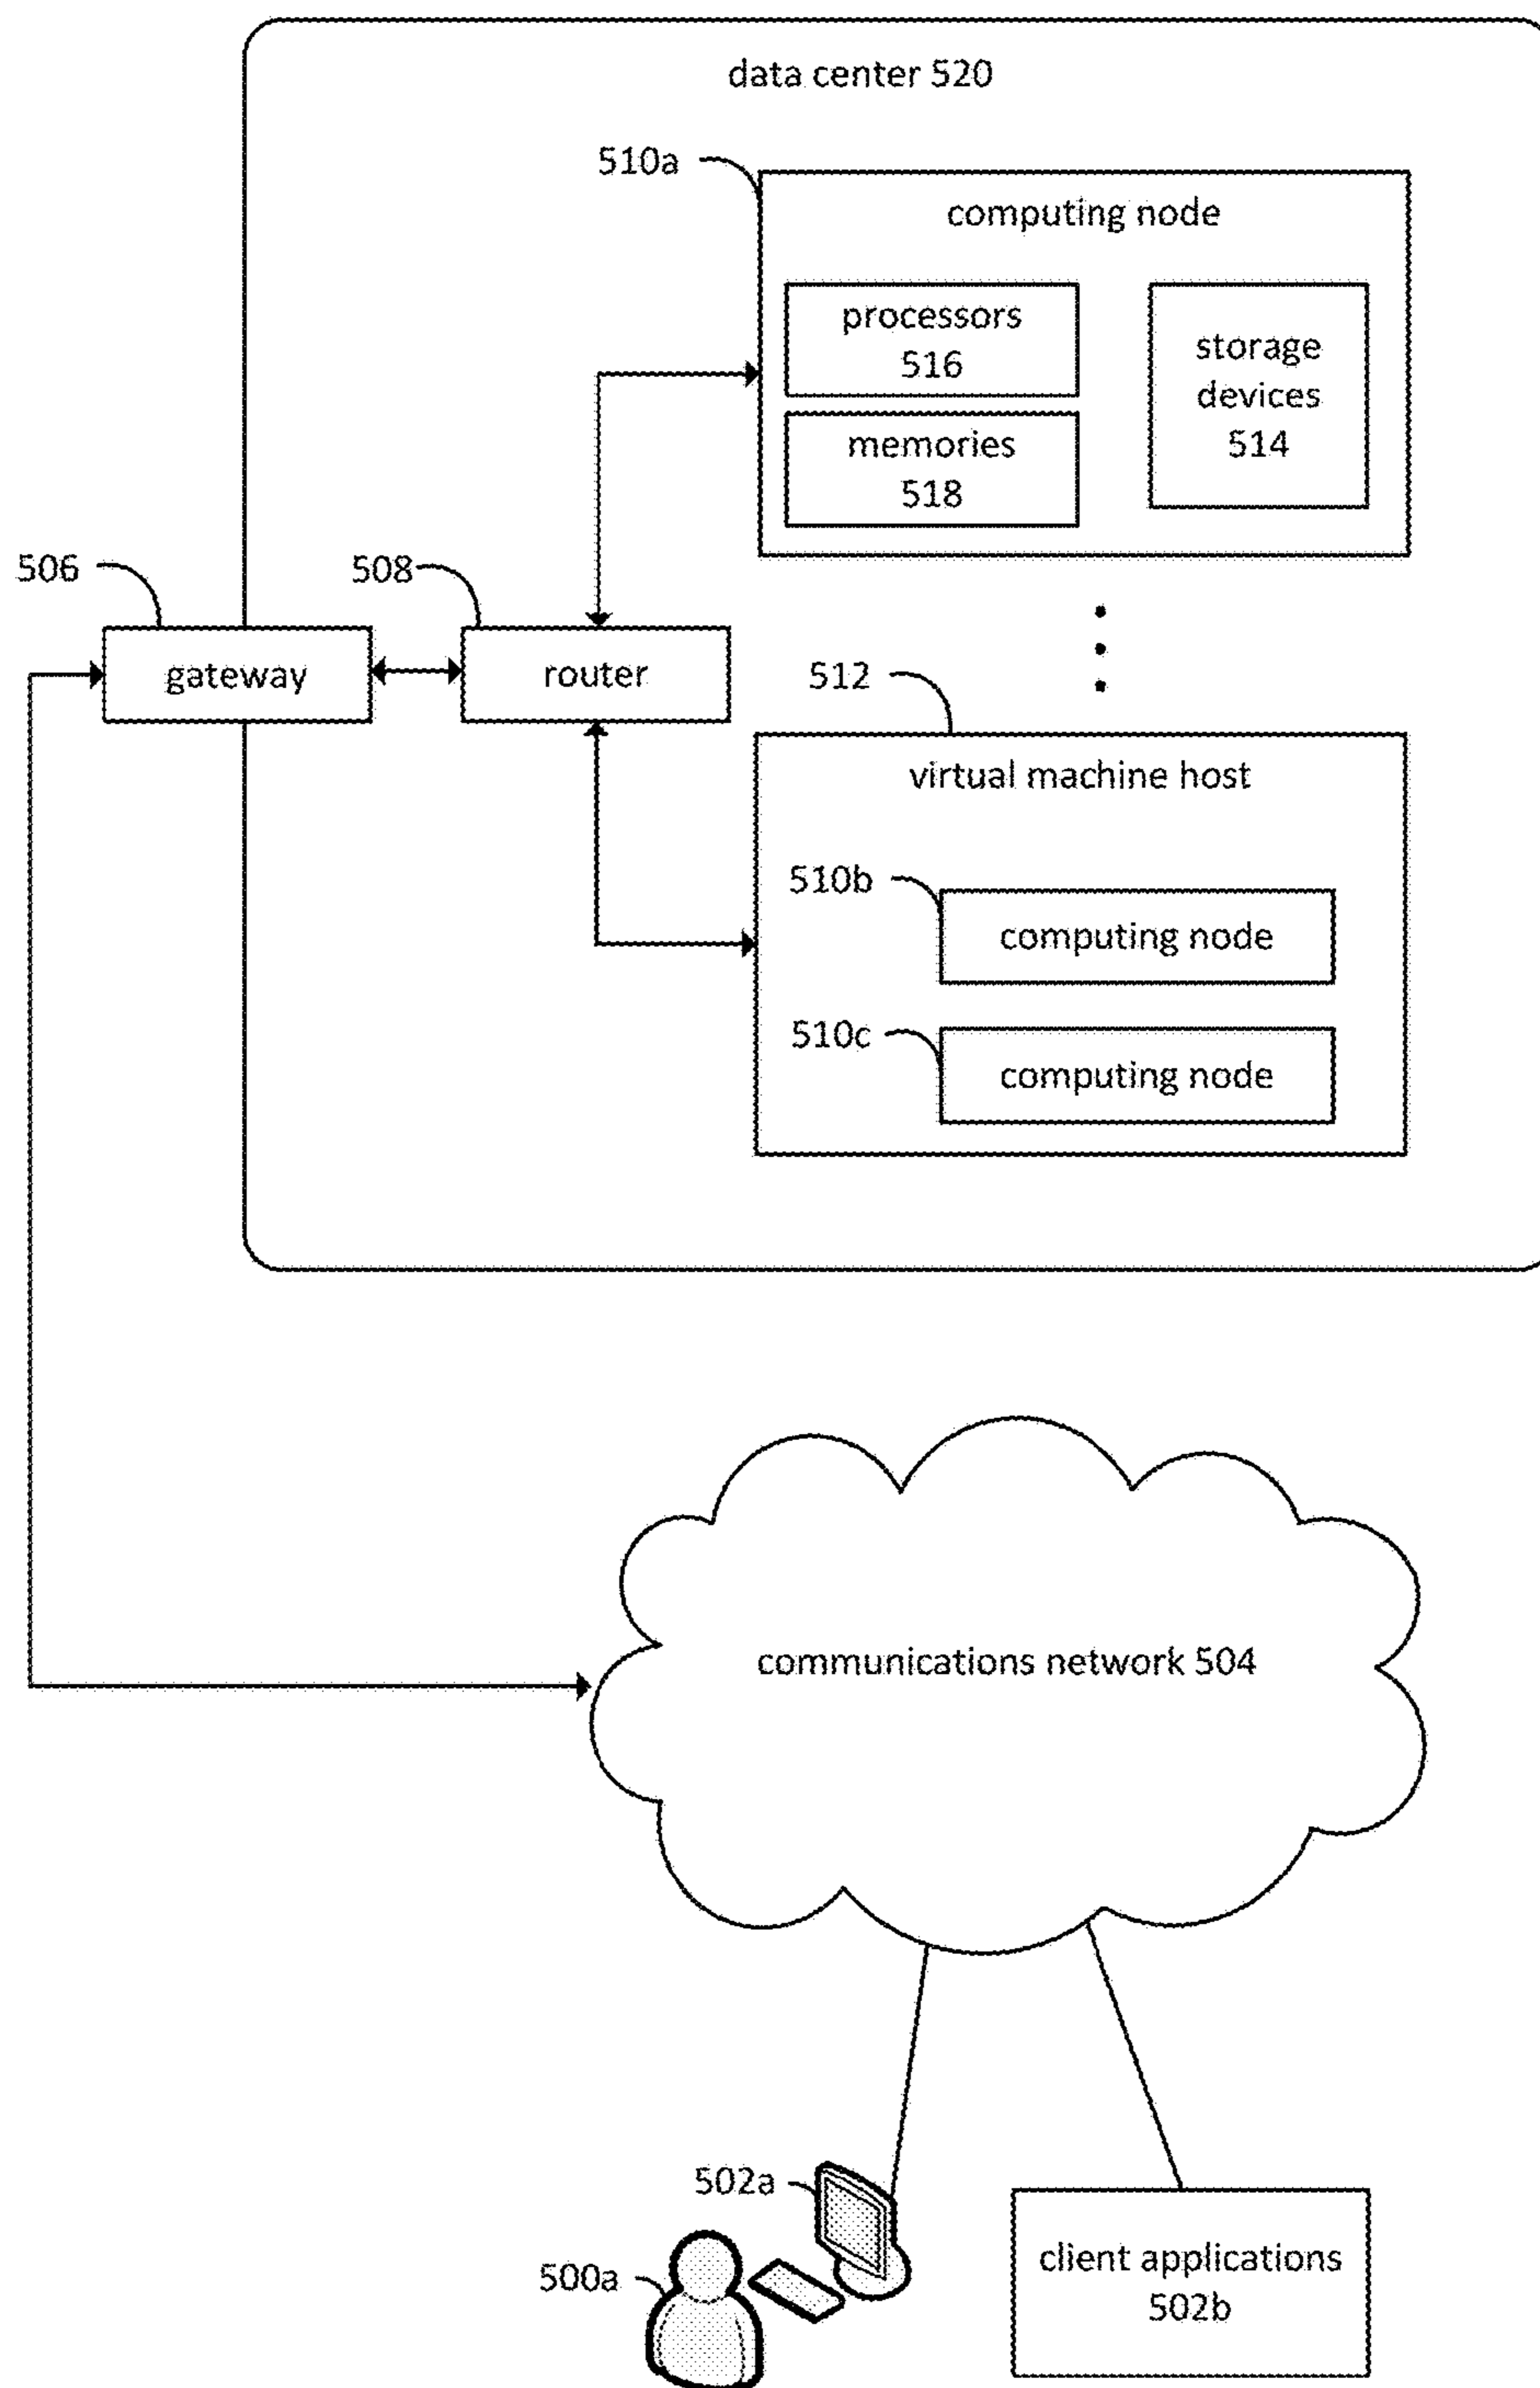 data center 520
510a
computing node
processors
516
storage
devices
514
memories
518
506
508
gateway
router
512
virtual machine host
510b
computing node
510c
computing node
communications network 504
502a
500a
client applications
502b